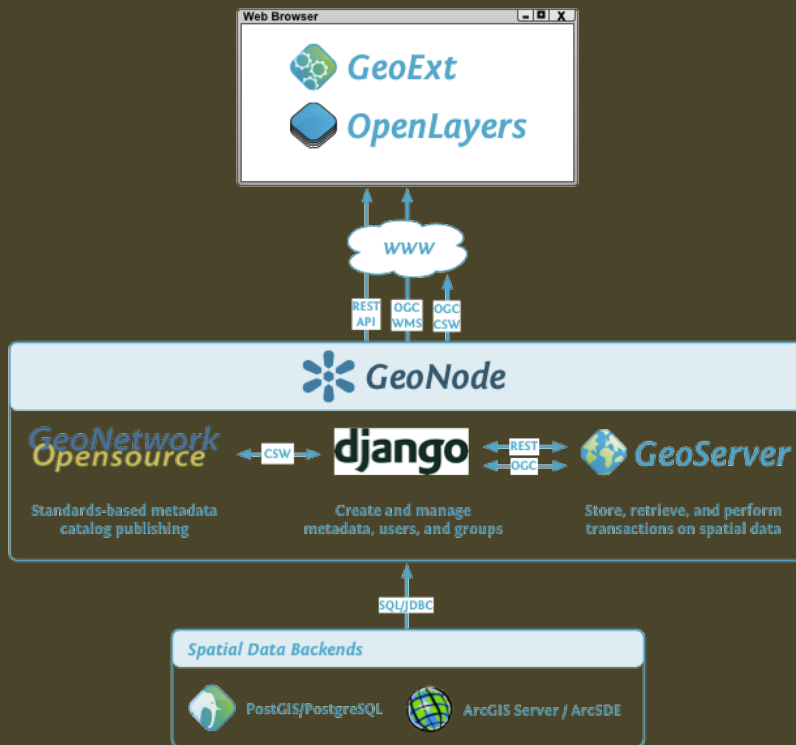 Web Browser
GeoExt
OpenLayers
WWW
REST
API
OGC
WMS
OGC
CSW
GeoNode
GeoNetwork
Opensource
CSW
django
REST
OGC
GeoServer
Standards-based metadata
catalog publishing
Create and manage
metadata, users, and groups
Store, retrieve, and perform
transactions on spatial data
SQL/JDBC
Spatial Data Backends
PostGIS/PostgreSQL
ArcGIS Server / ArcSDE